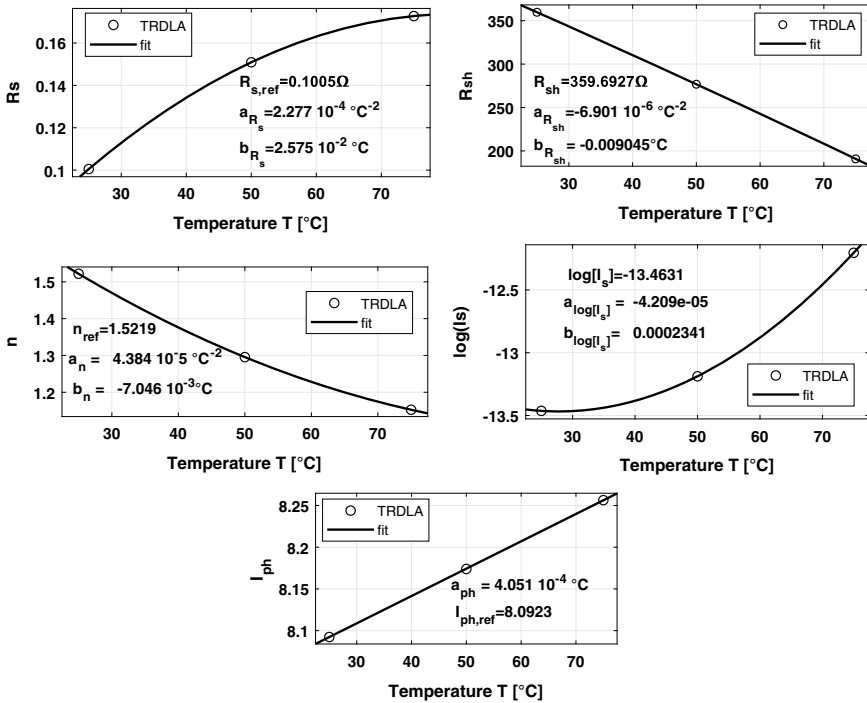 TRDLA
fit
R_s,ref=0.1005Ω
a_R_s=2.277 10^-4 °C^-2
b_R_s=2.575 10^-2 °C
Rs
0.16
0.14
0.12
0.1
30 40 50 60 70
Temperature T [°C]
TRDLA
fit
R_sh=359.6927Ω
a_R_sh=-6.901 10^-6 °C^-2
b_R_sh= -0.009045°C
R_sh
350
300
250
200
30 40 50 60 70
Temperature T [°C]
TRDLA
fit
n_ref=1.5219
a_n= 4.384 10^-5 °C^-2
b_n= -7.046 10^-3°C
n
1.5
1.4
1.3
1.2
30 40 50 60 70
Temperature T [°C]
log[I_s]=-13.4631
a_log[I_s]= -4.209e-05
b_log[I_s]= 0.0002341
TRDLA
fit
log(Is)
-12.5
-13
-13.5
30 40 50 60 70
Temperature T [°C]
TRDLA
fit
a_ph = 4.051 10^-4 °C
I_ph,ref=8.0923
I_ph
8.25
8.2
8.15
8.1
30 40 50 60 70
Temperature T [°C]